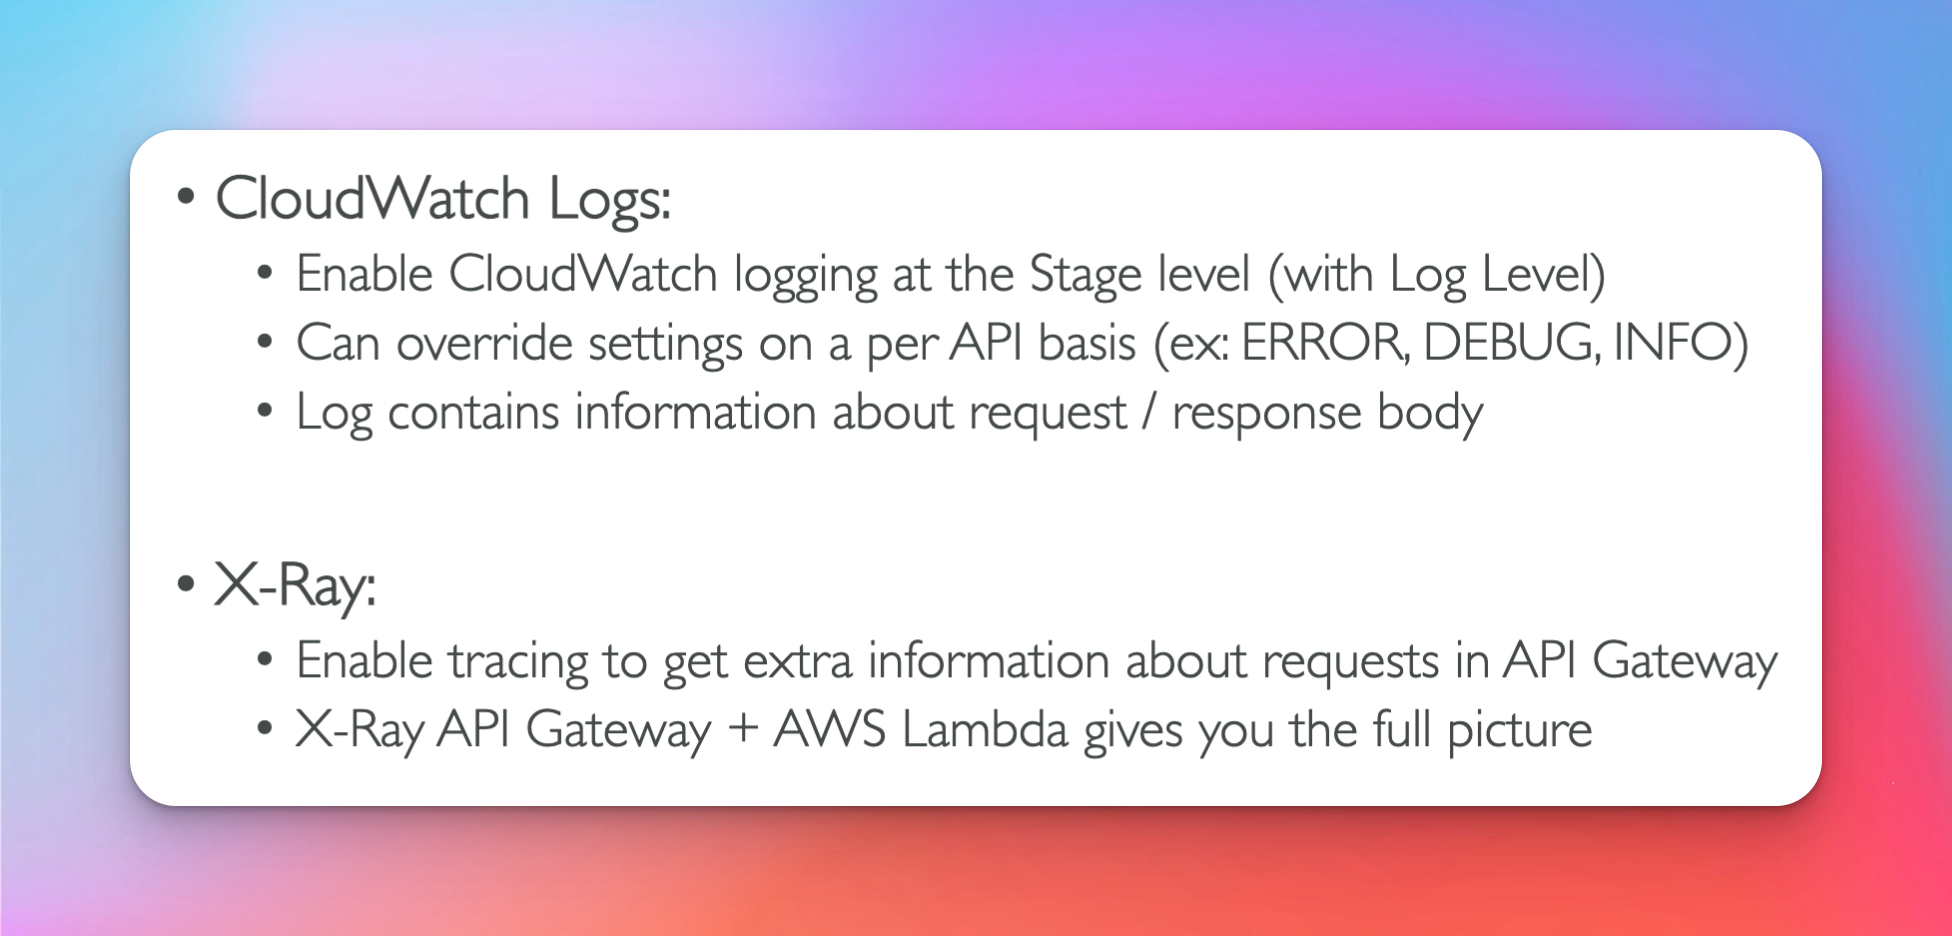 • CloudWatch Logs:
• Enable CloudWatch logging at the Stage level (with Log Level)
• Can override settings on a per API basis (ex: ERROR, DEBUG, INFO)
• Log contains information about request / response body
• X-Ray:
• Enable tracing to get extra information about requests in API Gateway
• X-Ray API Gateway + AWS Lambda gives you the full picture